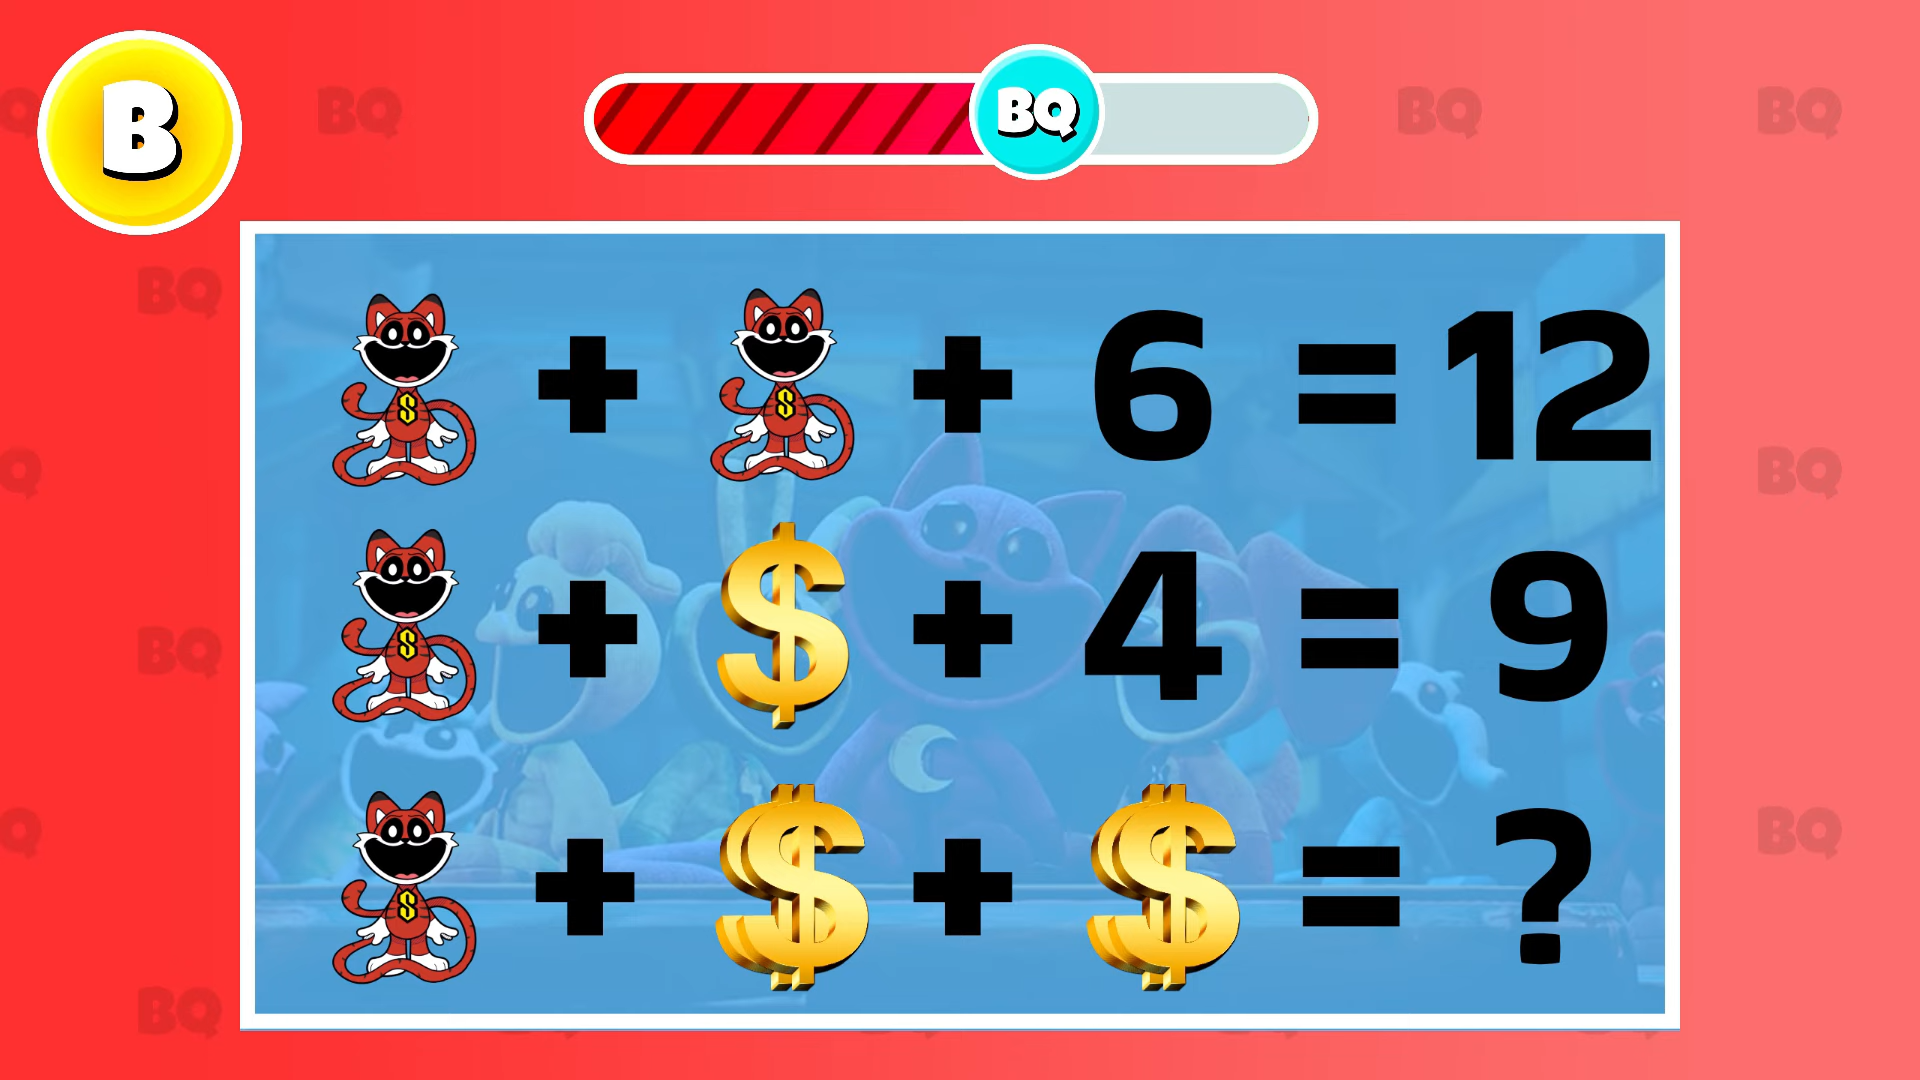 B
BQ
+ + 6 = 12
+ $ + 4 = 9
+ $ $ + $ $ = ?